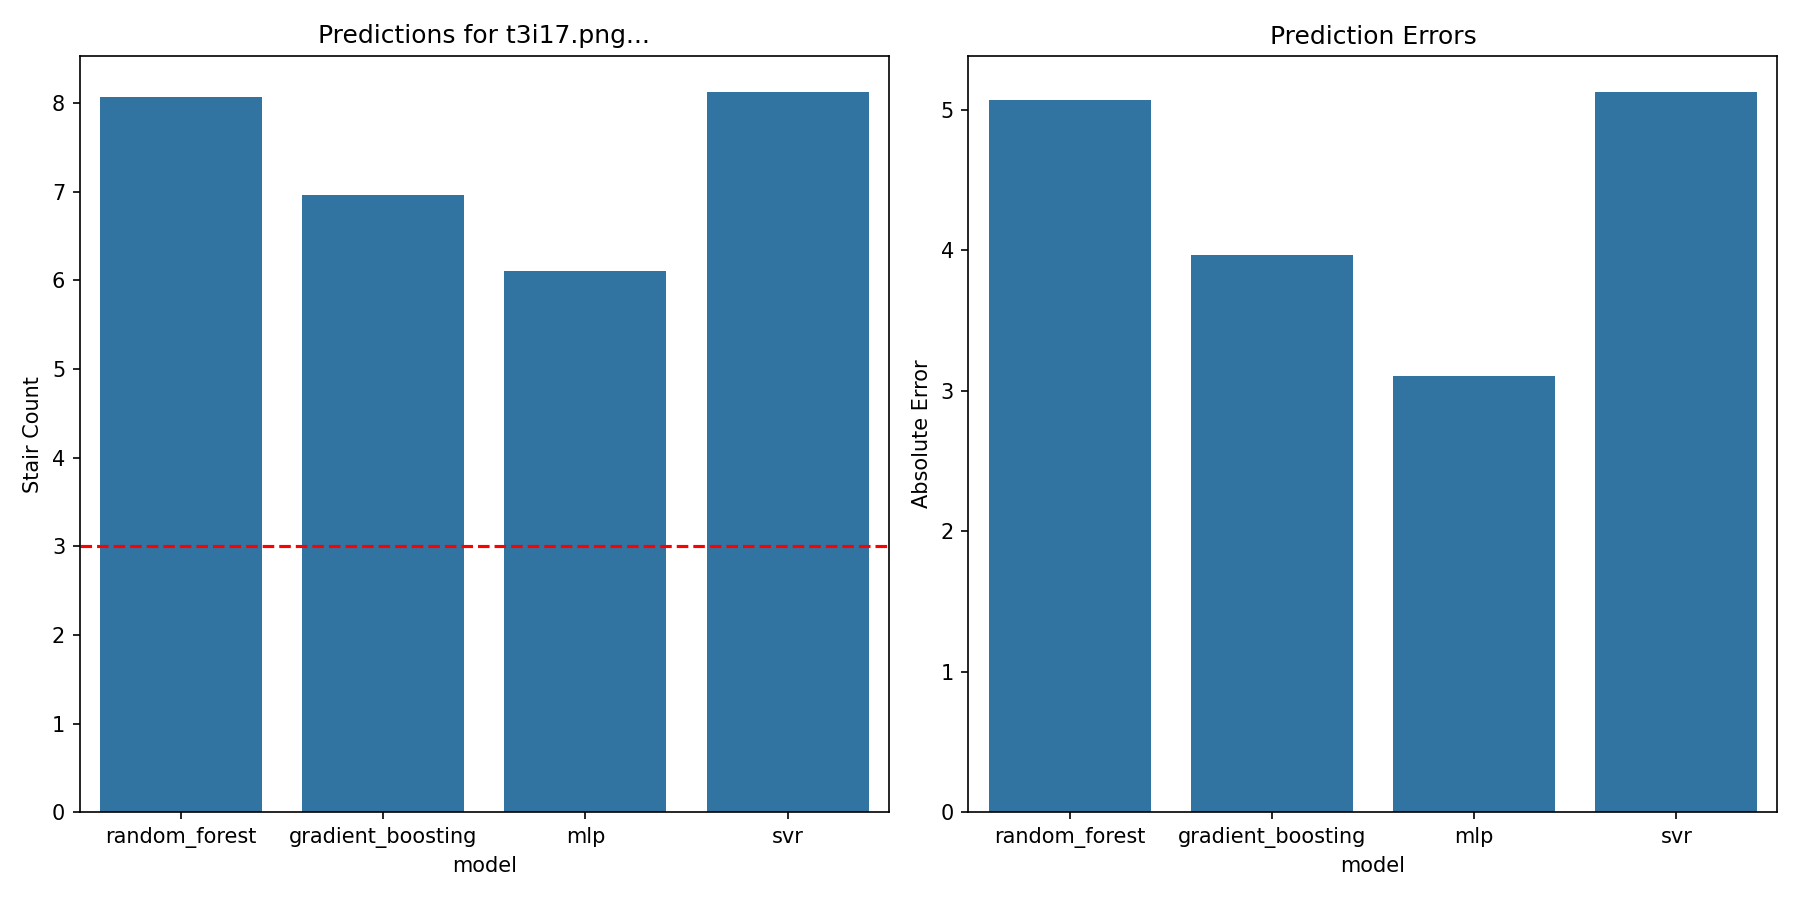 Predictions for t3i17.png...
Stair Count
8
7
6
5
4
3
2
1
0
random_forest gradient_boosting mlp svr
model
Prediction Errors
Absolute Error
5
4
3
2
1
0
random_forest gradient_boosting mlp svr
model